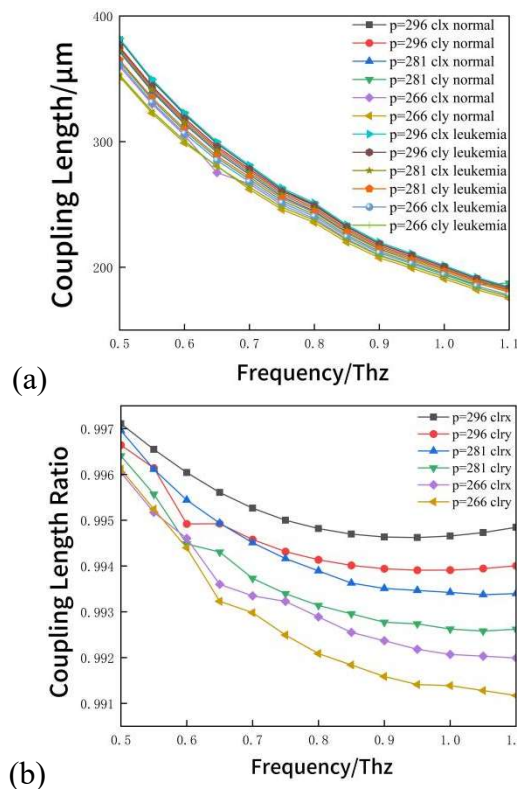 400
300
200
Coupling Length/μm
p=296 clx normal
p=296 cly normal
p=281 clx normal
p=281 cly normal
p=266 clx normal
p=266 cly normal
p=296 clx leukemia
p=296 cly leukemia
p=281 clx leukemia
p=281 cly leukemia
p=266 clx leukemia
p=266 cly leukemia
0.5 0.6 0.7 0.8 0.9 1.0 1.1
Frequency/Thz
(a)
0.997
0.996
0.995
0.994
0.993
0.992
0.991
Coupling Length Ratio
p=296 clrx
p=296 clry
p=281 clrx
p=281 clry
p=266 clrx
p=266 clry
0.5 0.6 0.7 0.8 0.9 1.0 1.1
Frequency/Thz
(b)